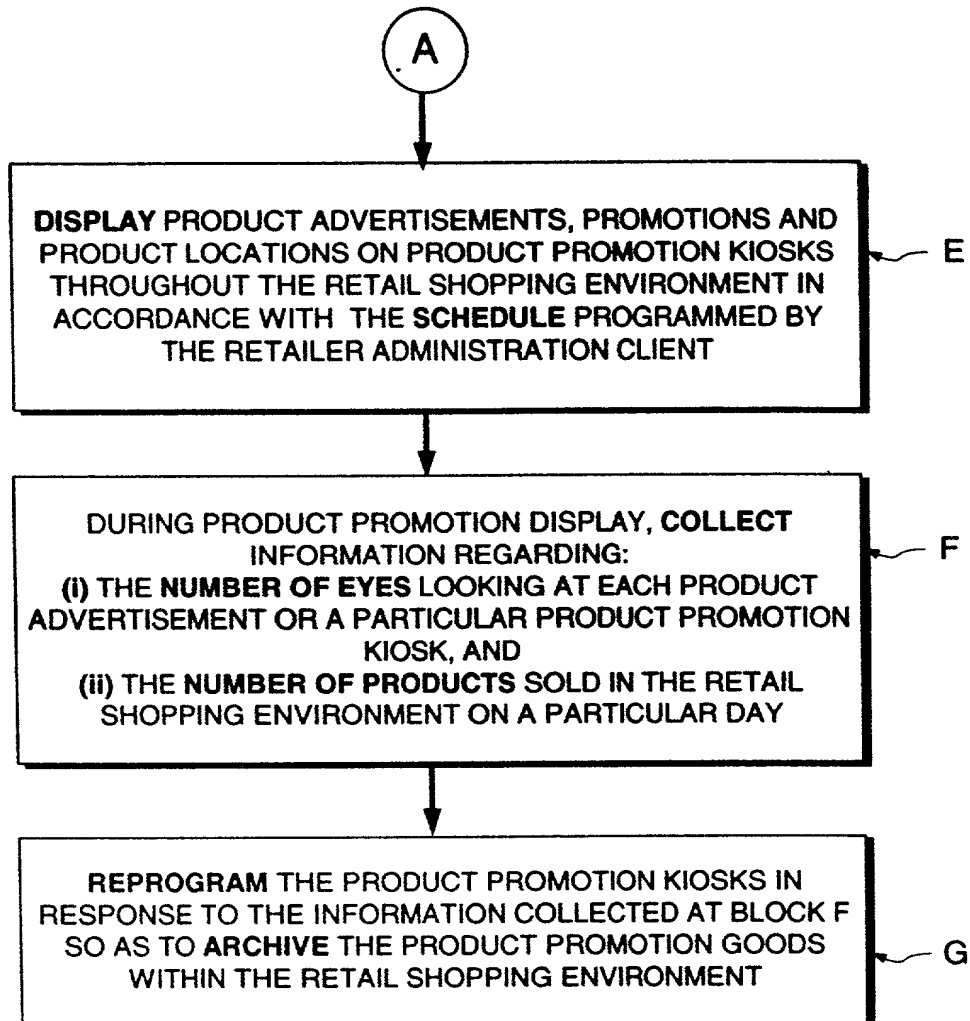 A
DISPLAY PRODUCT ADVERTISEMENTS, PROMOTIONS AND
PRODUCT LOCATIONS ON PRODUCT PROMOTION KIOSKS
THROUGHOUT THE RETAIL SHOPPING ENVIRONMENT IN
ACCORDANCE WITH THE SCHEDULE PROGRAMMED BY
THE RETAILER ADMINISTRATION CLIENT
E
DURING PRODUCT PROMOTION DISPLAY, COLLECT
INFORMATION REGARDING:
(i) THE NUMBER OF EYES LOOKING AT EACH PRODUCT
ADVERTISEMENT OR A PARTICULAR PRODUCT PROMOTION
KIOSK, AND
(ii) THE NUMBER OF PRODUCTS SOLD IN THE RETAIL
SHOPPING ENVIRONMENT ON A PARTICULAR DAY
F
REPROGRAM THE PRODUCT PROMOTION KIOSKS IN
RESPONSE TO THE INFORMATION COLLECTED AT BLOCK F
SO AS TO ARCHIVE THE PRODUCT PROMOTION GOODS
WITHIN THE RETAIL SHOPPING ENVIRONMENT
G